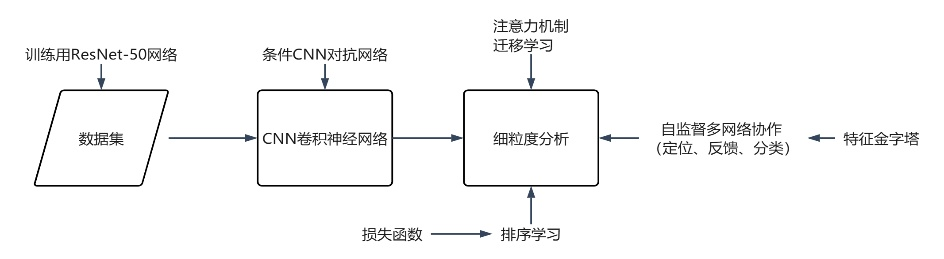 注意力机制
迁移学习
训练用ResNet-50网络
条件CNN对抗网络
数据集
CNN卷积神经网络
细粒度分析
自监督多网络协作
（定位、反馈、分类）
特征金字塔
损失函数
排序学习